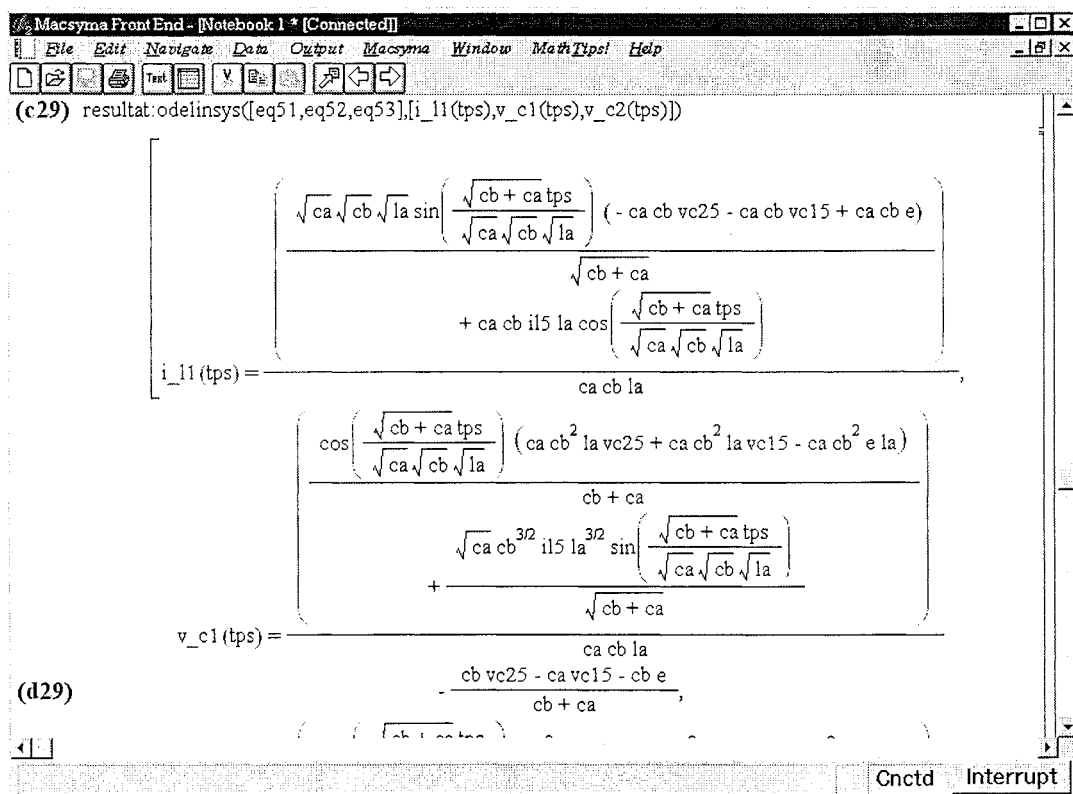 Macsyma Front End - [Notebook 1 * [Connected]]
File Edit Navigate Data Output Macsyma Window MathTips! Help
Text
(c29) resultat:odelinsys([eq51,eq52,eq53],[i_l1(tps),v_c1(tps),v_c2(tps)])
√ca √cb √la sin( √(cb + ca) tps / (√ca √cb √la) ) (- ca cb vc25 - ca cb vc15 + ca cb e)
√(cb + ca)
+ ca cb il5 la cos( √(cb + ca) tps / (√ca √cb √la) )
i_l1(tps) =
ca cb la ,
cos( √(cb + ca) tps / (√ca √cb √la) ) (ca cb² la vc25 + ca cb² la vc15 - ca cb² e la)
cb + ca
√ca cb^3/2 il5 la^3/2 sin( √(cb + ca) tps / (√ca √cb √la) )
+
√(cb + ca)
v_c1(tps) =
ca cb la
(d29)
- cb vc25 - ca vc15 - cb e
cb + ca ,
Cnctd Interrupt